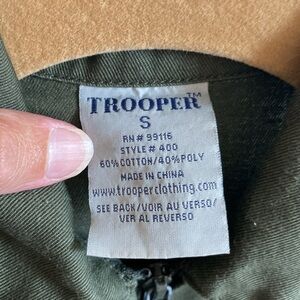 TROOPER™
S
RN# 99116
STYLE # 400
60%COTTON/40%POLY
MADE IN CHINA
www.trooperclothing.com
SEE BACK/VOIR AU VERSO/
VER AL REVERSO